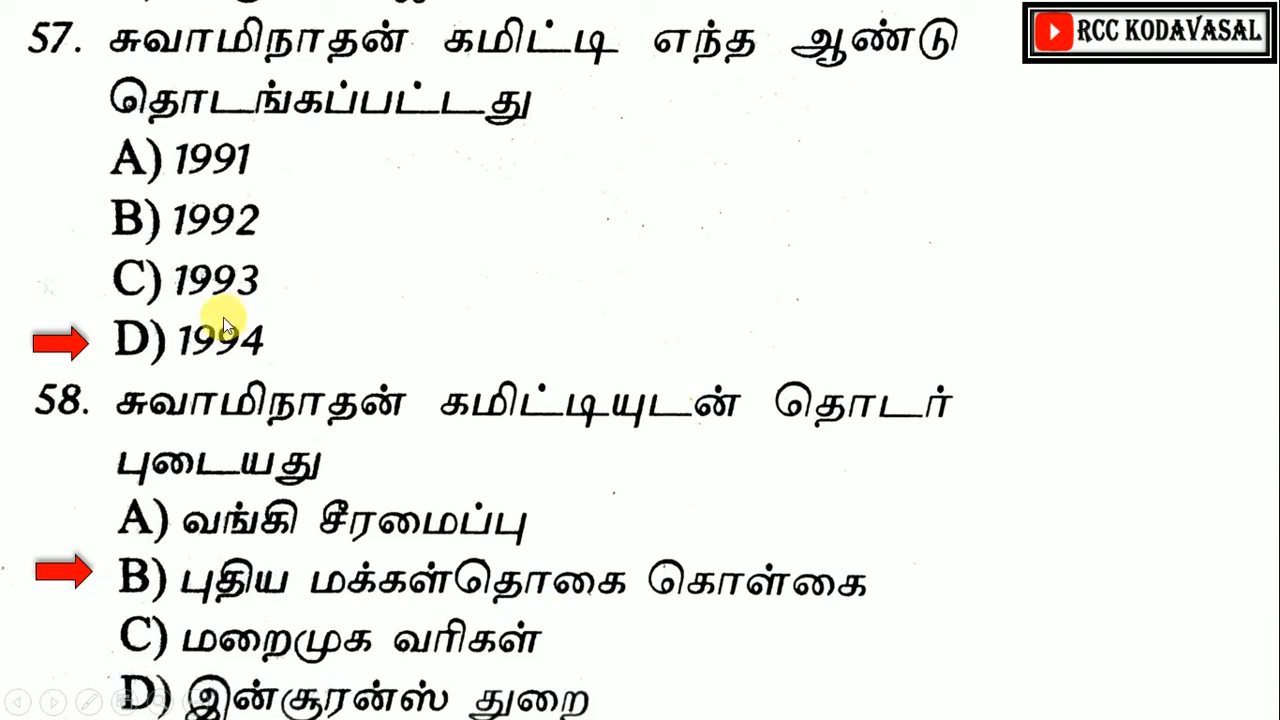 RCC KODAVASAL
57. சுவாமிநாதன் கமிட்டி எந்த ஆண்டு
தொடங்கப்பட்டது
A) 1991
B) 1992
C) 1993
D) 1994
58. சுவாமிநாதன் கமிட்டியுடன் தொடர்
புடையது
A) வங்கி சீரமைப்பு
B) புதிய மக்கள்தொகை கொள்கை
C) மறைமுக வரிகள்
D) இன்சூரன்ஸ் துறை